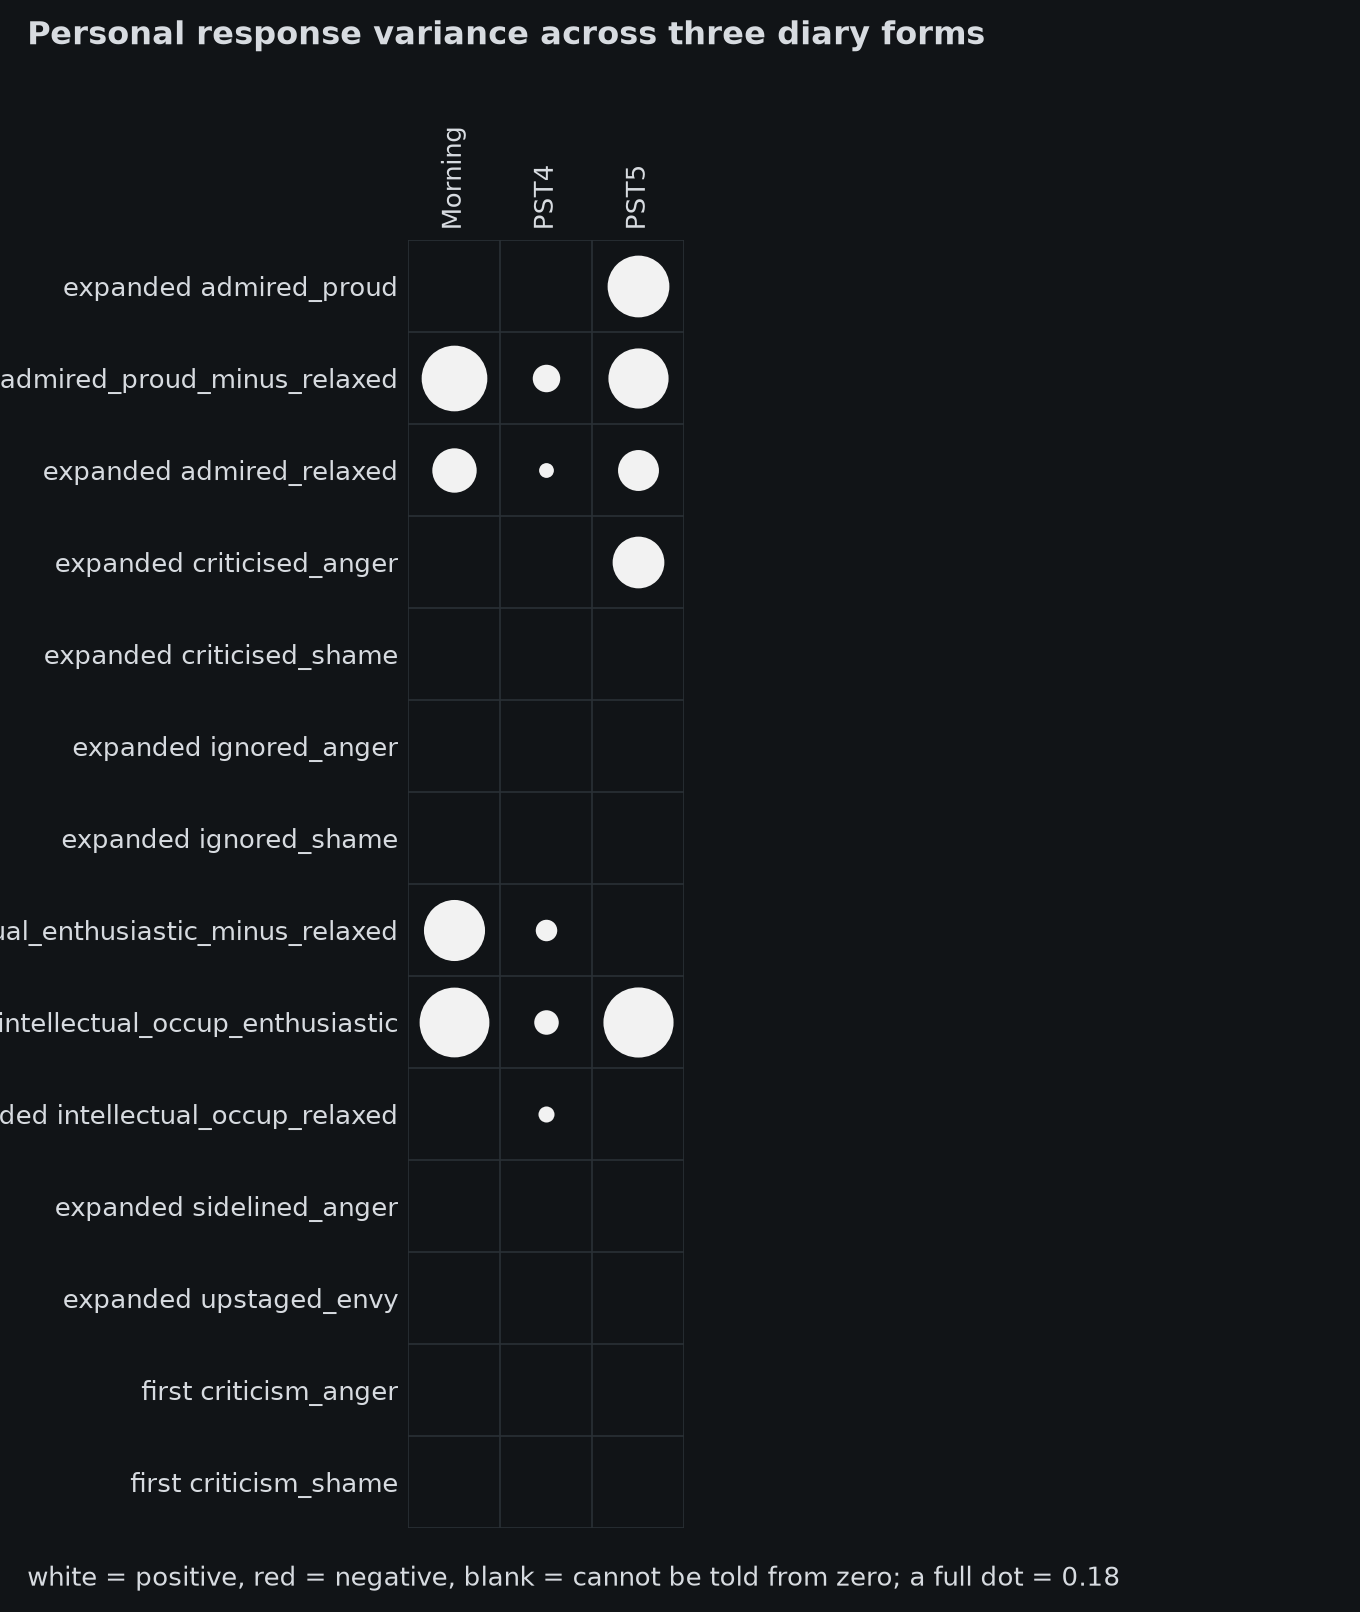 Personal response variance across three diary forms
Morning
PST4
PST5
expanded admired_proud
admired_proud_minus_relaxed
expanded admired_relaxed
expanded criticised_anger
expanded criticised_shame
expanded ignored_anger
expanded ignored_shame
ual_enthusiastic_minus_relaxed
intellectual_occup_enthusiastic
ded intellectual_occup_relaxed
expanded sidelined_anger
expanded upstaged_envy
first criticism_anger
first criticism_shame
white = positive, red = negative, blank = cannot be told from zero; a full dot = 0.18